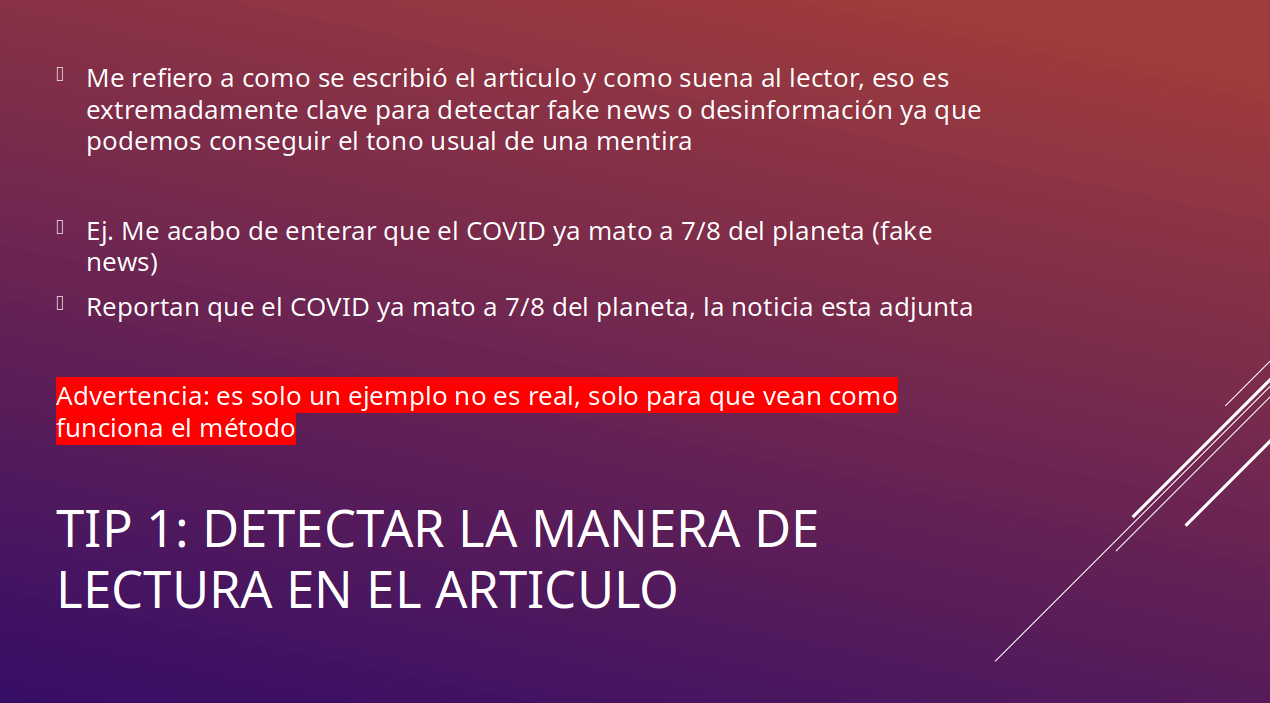 Me refiero a como se escribió el articulo y como suena al lector, eso es
extremadamente clave para detectar fake news o desinformación ya que
podemos conseguir el tono usual de una mentira
Ej. Me acabo de enterar que el COVID ya mato a 7/8 del planeta (fake
news)
Reportan que el COVID ya mato a 7/8 del planeta, la noticia esta adjunta
Advertencia: es solo un ejemplo no es real, solo para que vean como
funciona el método
TIP 1: DETECTAR LA MANERA DE
LECTURA EN EL ARTICULO